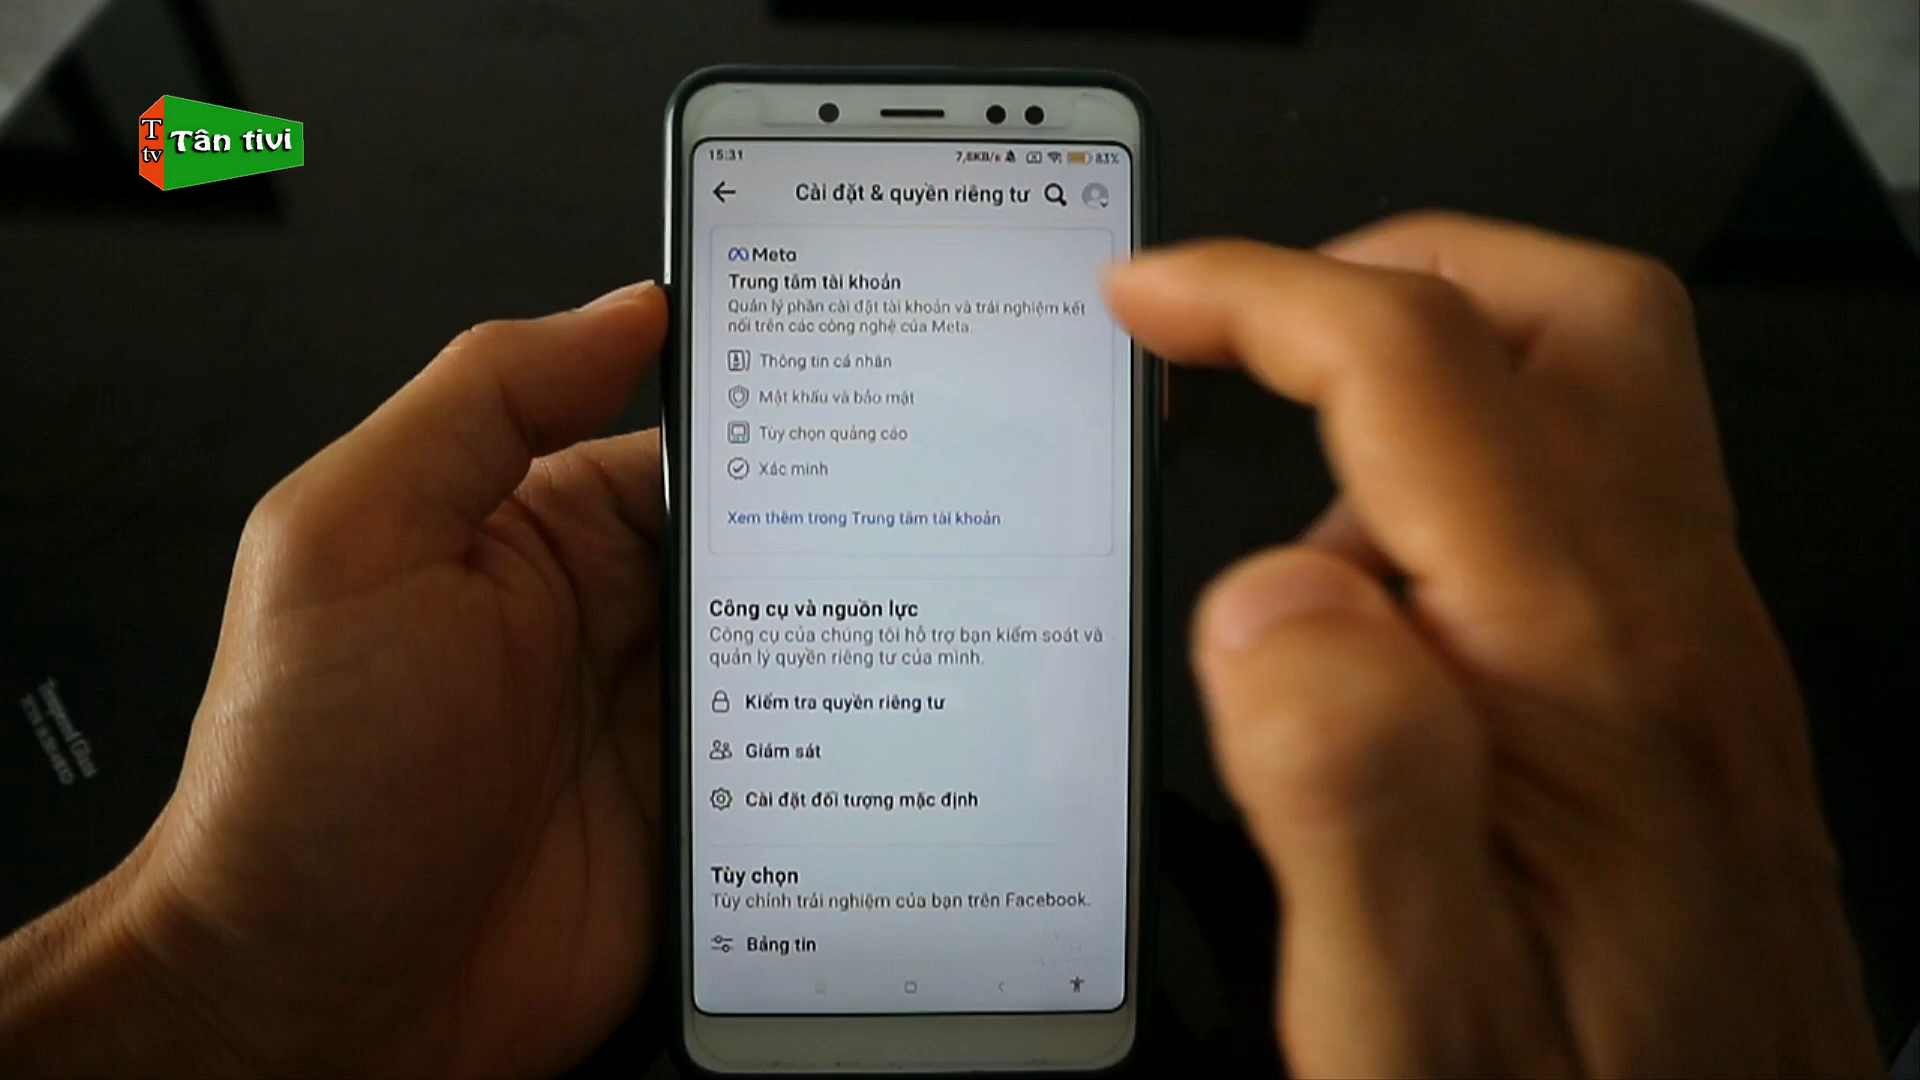 T
tv
Tân tivi
15:31
7,8KB/s
83%
Cài đặt & quyền riêng tư
Meta
Trung tâm tài khoản
Quản lý phần cài đặt tài khoản và trải nghiệm kết
nối trên các công nghệ của Meta.
Thông tin cá nhân
Mật khẩu và bảo mật
Tùy chọn quảng cáo
Xác minh
Xem thêm trong Trung tâm tài khoản
Công cụ và nguồn lực
Công cụ của chúng tôi hỗ trợ bạn kiểm soát và
quản lý quyền riêng tư của mình.
Kiểm tra quyền riêng tư
Giám sát
Cài đặt đối tượng mặc định
Tùy chọn
Tùy chỉnh trải nghiệm của bạn trên Facebook.
Bảng tin
Tempered Glass